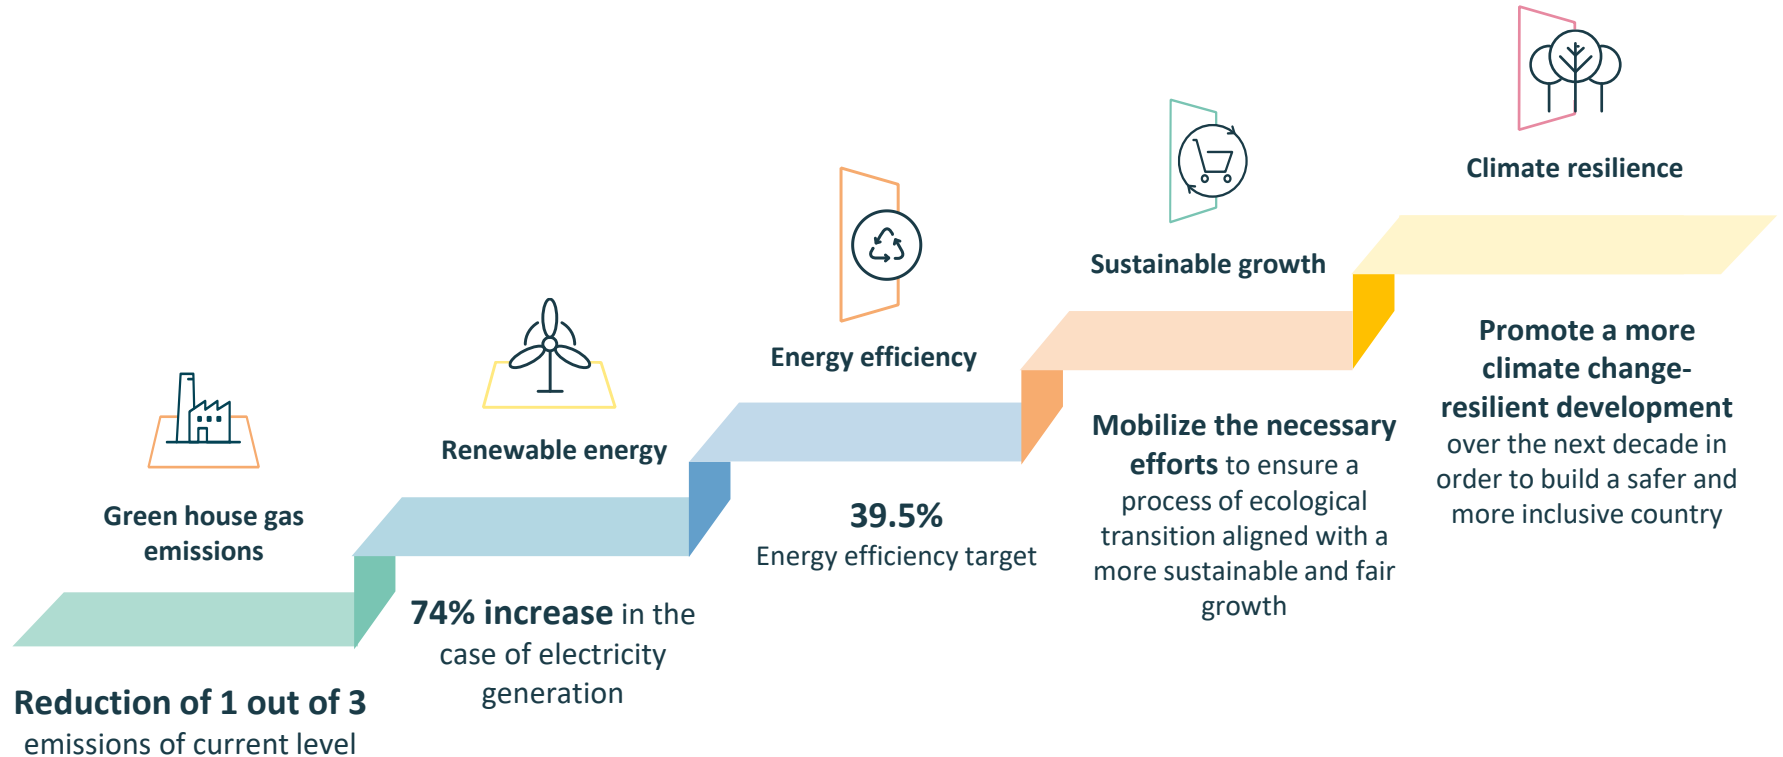 Green house gas
emissions
Reduction of 1 out of 3
emissions of current level
Renewable energy
74% increase in the
case of electricity
generation
Energy efficiency
39.5%
Energy efficiency target
Sustainable growth
Mobilize the necessary
efforts to ensure a
process of ecological
transition aligned with a
more sustainable and fair
growth
Climate resilience
Promote a more
climate change-
resilient development
over the next decade in
order to build a safer and
more inclusive country